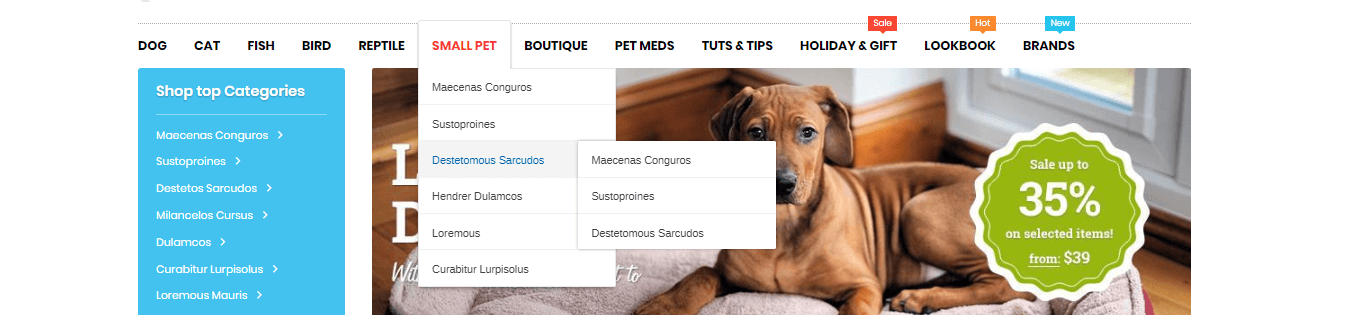 Sale
Hot
New
DOG CAT FISH BIRD REPTILE SMALL PET BOUTIQUE PET MEDS TUTS & TIPS HOLIDAY & GIFT LOOKBOOK BRANDS
Shop top Categories
Maecenas Conguros
Sustoproines
Destetos Sarcudos
Milancelos Cursus
Dulamcos
Curabitur Lurpisolus
Loremous Mauris
Maecenas Conguros
Sustoproines
Destetomous Sarcudos
Hendrer Dulamcos
Loremous
Curabitur Lurpisolus
Maecenas Conguros
Sustoproines
Destetomous Sarcudos
to
Sale up to
35%
on selected items!
from: $39